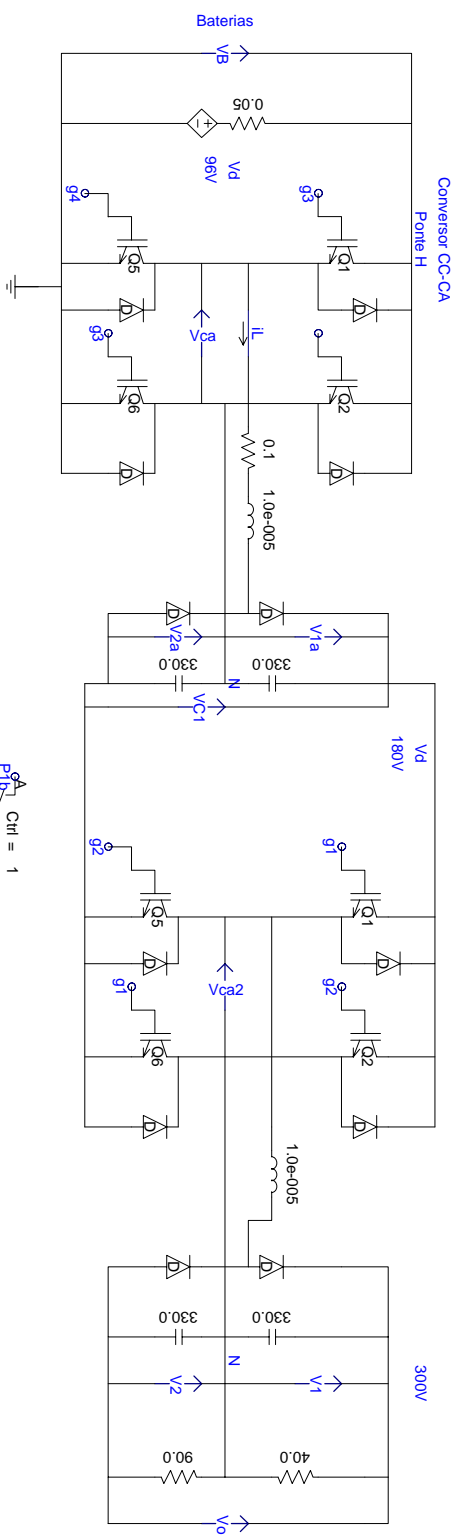 Baterias
VB
0.05
+
-
Vd
96V
Conversor CC-CA
Ponte H
g4
g3
Q5
Q1
D
D
g3
Vca
iL
Q6
Q2
D
D
0.1
1.0e-005
D
D
V2a
V1a
330.0
330.0
N
VC1
Vd
180V
A
P1b
Ctrl = 1
g2
g1
Q5
Q1
D
D
g1
g2
Vca2
Q6
Q2
D
D
1.0e-005
D
D
330.0
330.0
N
V2
V1
300V
90.0
40.0
Vo